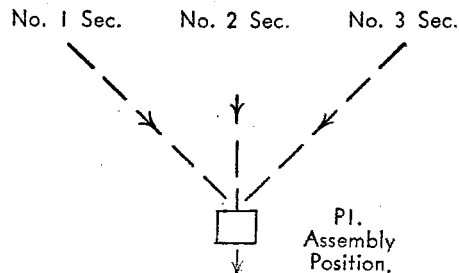 No. 1 Sec. No. 2 Sec. No. 3 Sec.
Pl.
Assembly
Position.